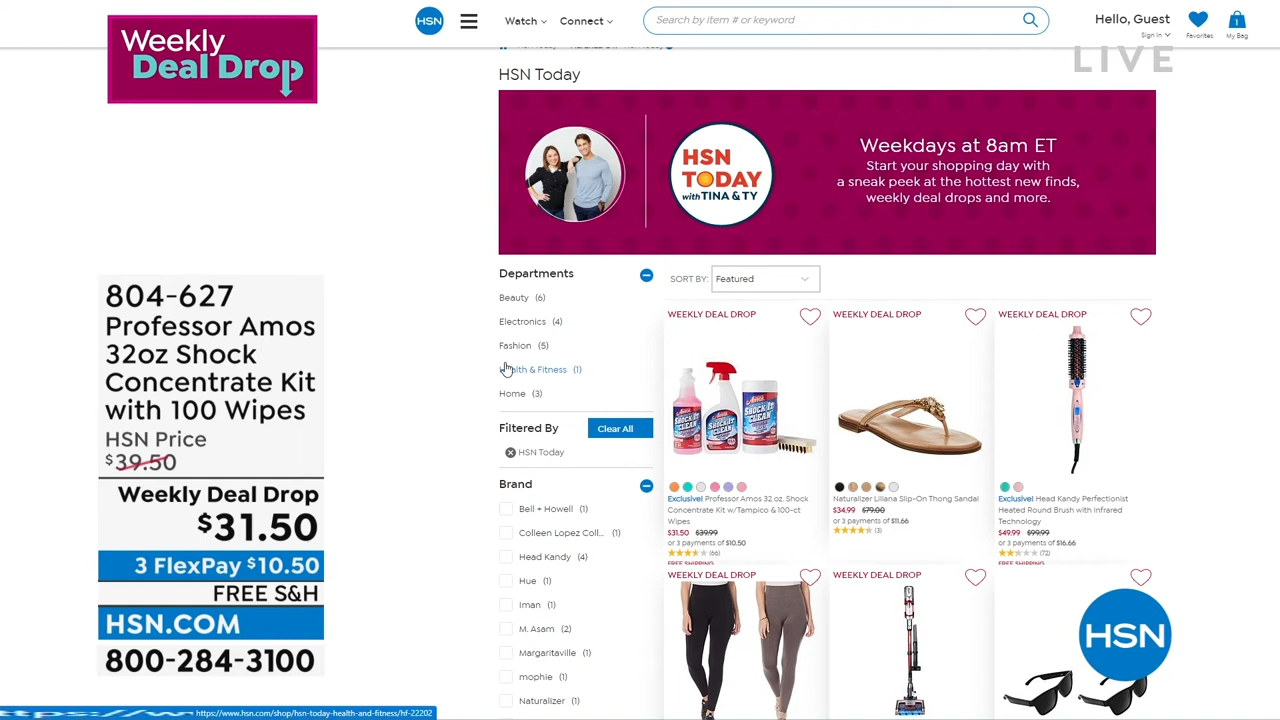 Weekly
Deal Drop
HSN
Watch
Connect
Search by item # or keyword
Hello, Guest
Sign In
Favorites
1
My Bag
LIVE
HSN Today
HSN
TODAY
with TINA & TY
Weekdays at 8am ET
Start your shopping day with
a sneak peek at the hottest new finds,
weekly deal drops and more.
804-627
Professor Amos
32oz Shock
Concentrate Kit
with 100 Wipes
HSN Price
$39.50
Weekly Deal Drop
$31.50
3 FlexPay $10.50
FREE S&H
HSN.COM
800-284-3100
Departments
Beauty (6)
Electronics (4)
Fashion (5)
Health & Fitness (1)
Home (3)
Filtered By
Clear All
HSN Today
Brand
Bell + Howell (1)
Colleen Lopez Coll... (1)
Head Kandy (4)
Hue (1)
Iman (1)
M. Asam (2)
Margaritaville (1)
mophie (1)
Naturalizer (1)
SORT BY: Featured
WEEKLY DEAL DROP
Exclusive! Professor Amos 32 oz. Shock
Concentrate Kit w/Tampico & 100-ct
Wipes
$31.50 $39.99
or 3 payments of $10.50
(66)
FREE SHIPPING
WEEKLY DEAL DROP
Naturalizer Liliana Slip-On Thong Sandal
$34.99 $79.00
or 3 payments of $11.66
(3)
WEEKLY DEAL DROP
Exclusive! Head Kandy Perfectionist
Heated Round Brush with Infrared
Technology
$49.99 $99.99
or 3 payments of $16.66
(72)
FREE SHIPPING
WEEKLY DEAL DROP
WEEKLY DEAL DROP
HSN
https://www.hsn.com/shop/hsn-today-health-and-fitness/hf-22202